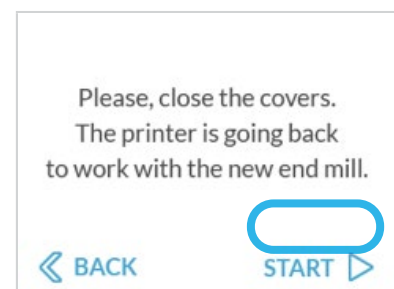 Please, close the covers.
The printer is going back
to work with the new end mill.
BACK
START